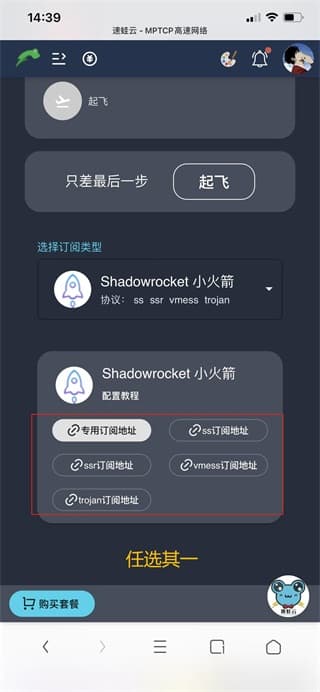 14:39
速蛙云 - MPTCP高速网络
起飞
只差最后一步
起飞
选择订阅类型
Shadowrocket 小火箭
协议： ss ssr vmess trojan
Shadowrocket 小火箭
配置教程
专用订阅地址
ss订阅地址
ssr订阅地址
vmess订阅地址
trojan订阅地址
任选其一
购买套餐
速蛙云